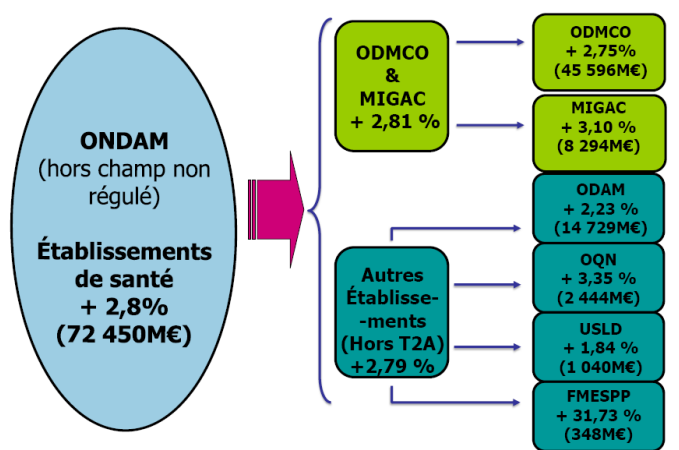 ONDAM
(hors champ non
régulé)
Établissements
de santé
+ 2,8%
(72 450M€)
ODMCO
&
MIGAC
+ 2,81 %
ODMCO
+ 2,75%
(45 596M€)
MIGAC
+ 3,10 %
(8 294M€)
Autres
Établisse-
-ements
(Hors T2A)
+2,79 %
ODAM
+ 2,23 %
(14 729M€)
OQN
+ 3,35 %
(2 444M€)
USLD
+ 1,84 %
(1 040M€)
FMESPP
+ 31,73 %
(348M€)